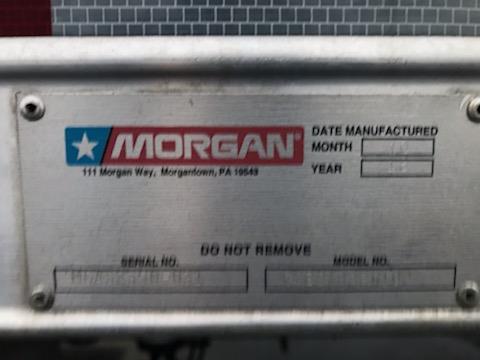 MORGAN®
111 Morgan Way, Morgantown, PA 19543
DATE MANUFACTURED
MONTH
YEAR
DO NOT REMOVE
SERIAL NO.
MODEL NO.